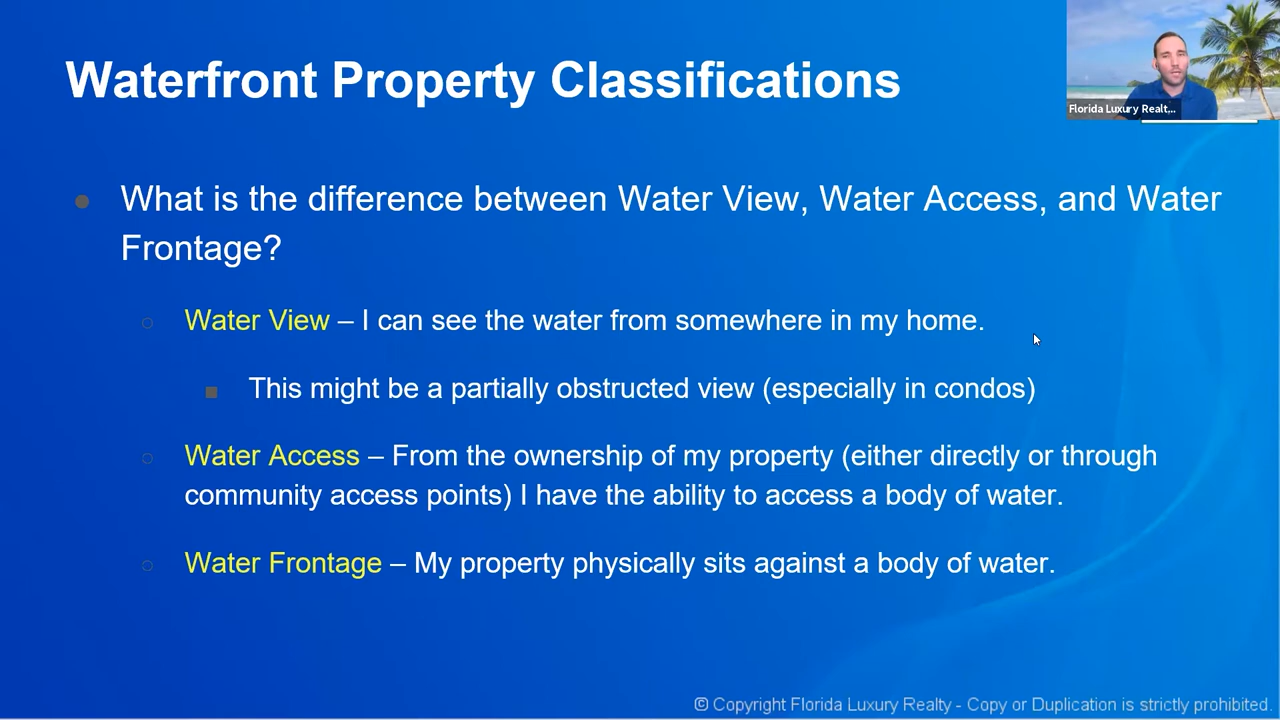 Waterfront Property Classifications
Florida Luxury Realt...
What is the difference between Water View, Water Access, and Water
Frontage?
Water View – I can see the water from somewhere in my home.
This might be a partially obstructed view (especially in condos)
Water Access – From the ownership of my property (either directly or through
community access points) I have the ability to access a body of water.
Water Frontage – My property physically sits against a body of water.
© Copyright Florida Luxury Realty - Copy or Duplication is strictly prohibited.